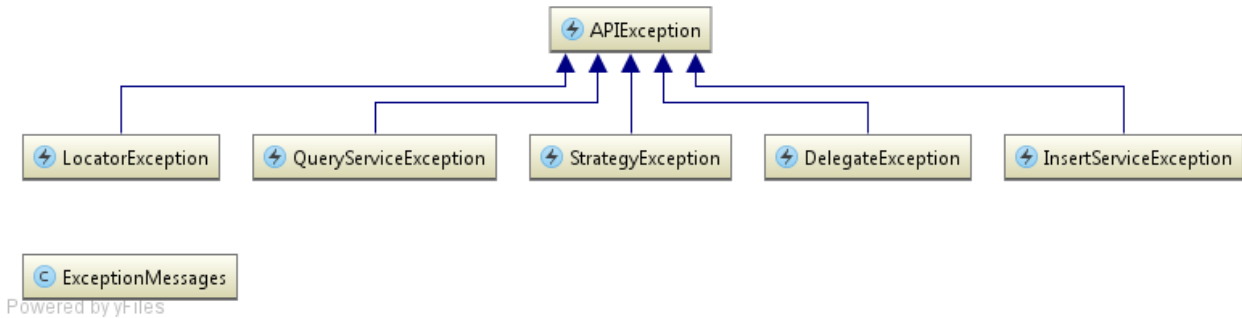 APIException
LocatorException
QueryServiceException
StrategyException
DelegateException
InsertServiceException
C ExceptionMessages
Powered by yFiles